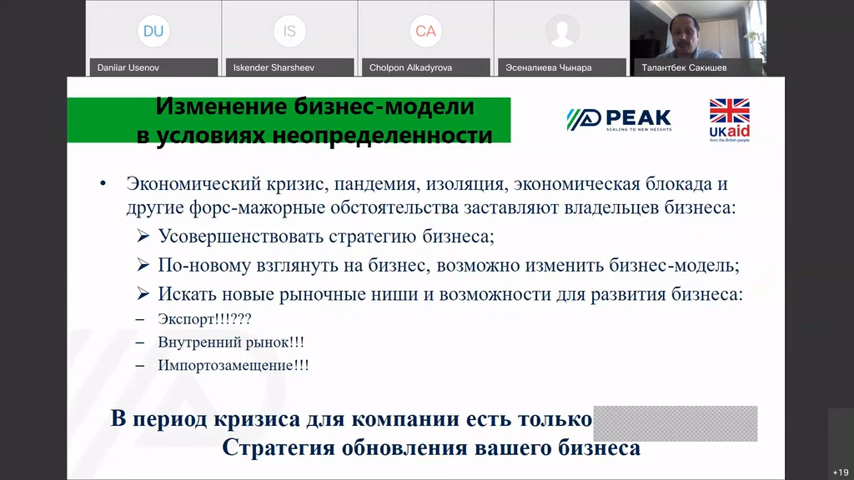 DU
IS
CA
Daniiar Usenov
Iskender Sharsheev
Cholpon Alkadyrova
Эсеналиева Чынара
Талантбек Сакишев
Изменение бизнес-модели
в условиях неопределенности
PEAK
SCALING TO NEW HEIGHTS
UKaid
from the British people
• Экономический кризис, пандемия, изоляция, экономическая блокада и
другие форс-мажорные обстоятельства заставляют владельцев бизнеса:
➢ Усовершенствовать стратегию бизнеса;
➢ По-новому взглянуть на бизнес, возможно изменить бизнес-модель;
➢ Искать новые рыночные ниши и возможности для развития бизнеса:
– Экспорт!!!???
– Внутренний рынок!!!
– Импортозамещение!!!
В период кризиса для компании есть только
Стратегия обновления вашего бизнеса
+19